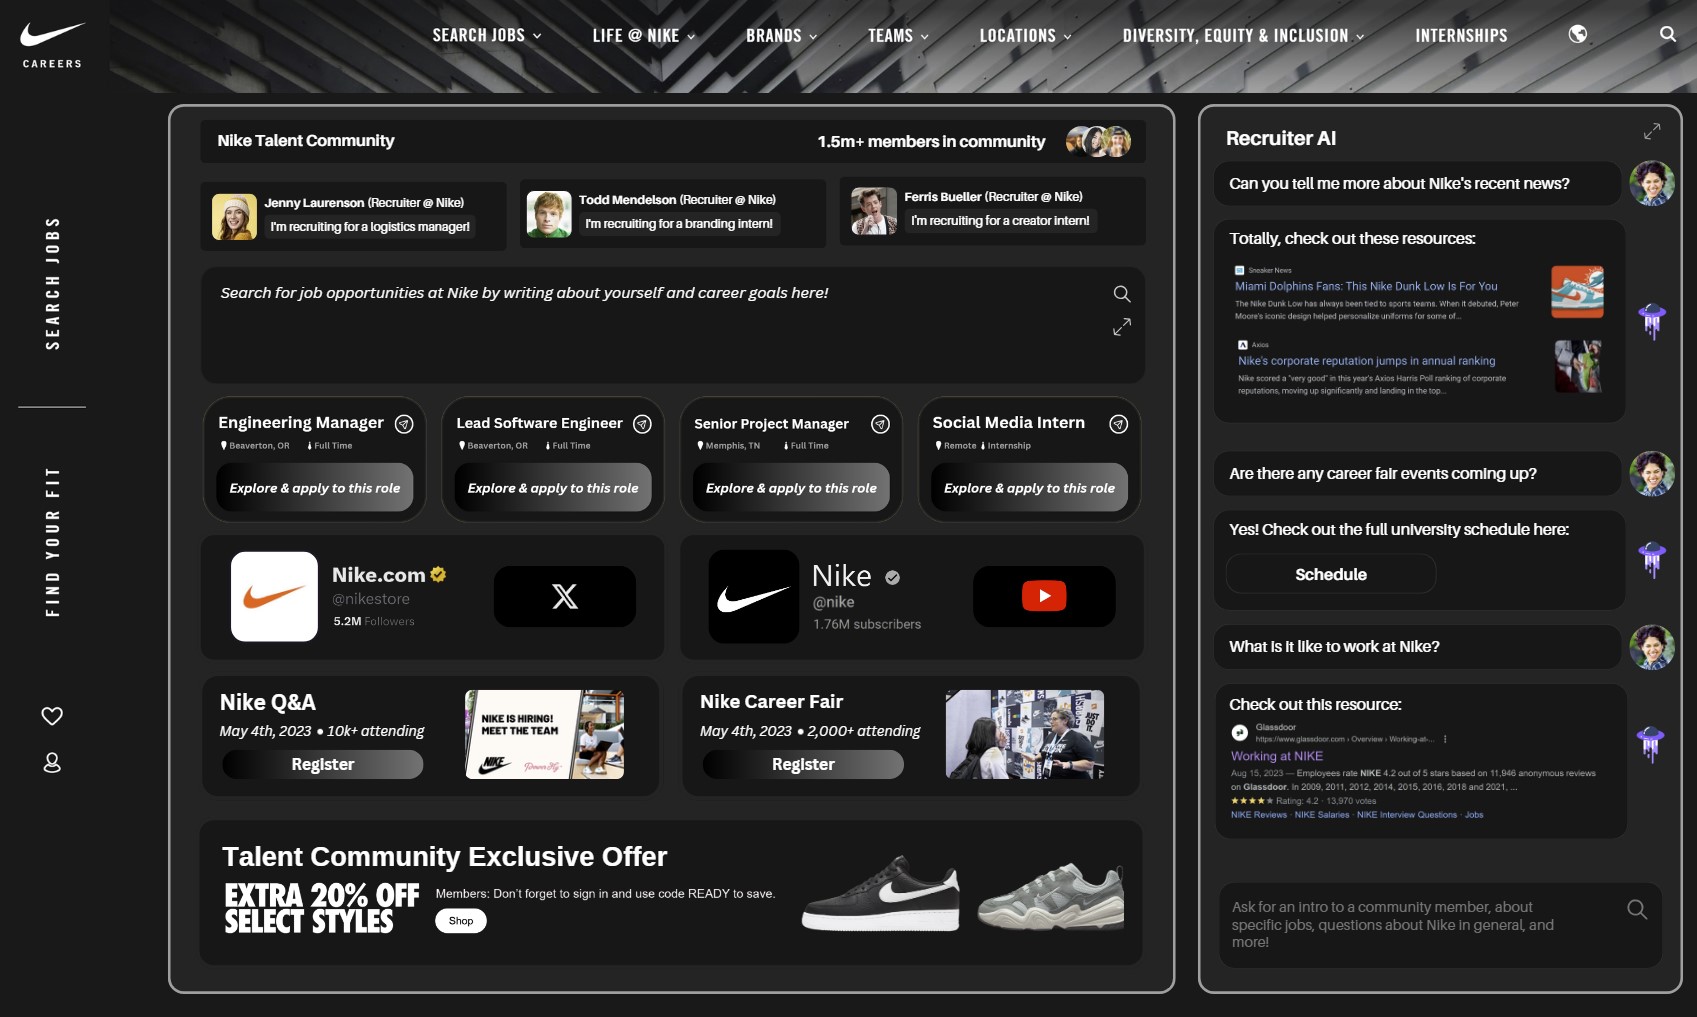 CAREERS
SEARCH JOBS
LIFE @ NIKE
BRANDS
TEAMS
LOCATIONS
DIVERSITY, EQUITY & INCLUSION
INTERNSHIPS
SEARCH JOBS
FIND YOUR FIT
Nike Talent Community
1.5m+ members in community
Jenny Laurenson (Recruiter @ Nike)
I'm recruiting for a logistics manager!
Todd Mendelson (Recruiter @ Nike)
I'm recruiting for a branding intern!
Ferris Bueller (Recruiter @ Nike)
I'm recruiting for a creator intern!
Search for job opportunities at Nike by writing about yourself and career goals here!
Engineering Manager
Beaverton, OR Full Time
Explore & apply to this role
Lead Software Engineer
Beaverton, OR Full Time
Explore & apply to this role
Senior Project Manager
Memphis, TN Full Time
Explore & apply to this role
Social Media Intern
Remote Internship
Explore & apply to this role
Nike.com
@nikestore
5.2M Followers
Nike
@nike
1.76M subscribers
Nike Q&A
May 4th, 2023 • 10k+ attending
Register
NIKE IS HIRING!
MEET THE TEAM
NIKE
Nike Career Fair
May 4th, 2023 • 2,000+ attending
Register
JUST
DO IT
Talent Community Exclusive Offer
EXTRA 20% OFF
SELECT STYLES
Members: Don't forget to sign in and use code READY to save.
Shop
Recruiter AI
Can you tell me more about Nike's recent news?
Totally, check out these resources:
Sneaker News
Miami Dolphins Fans: This Nike Dunk Low Is For You
The Nike Dunk Low has always been tied to sports teams. When it debuted, Peter
Moore's iconic design helped personalize uniforms for some of...
Axios
Nike's corporate reputation jumps in annual ranking
Nike scored a "very good" in this year's Axios Harris Poll ranking of corporate
reputations, moving up significantly and landing in the top...
Are there any career fair events coming up?
Yes! Check out the full university schedule here:
Schedule
What is it like to work at Nike?
Check out this resource:
Glassdoor
https://www.glassdoor.com › Overview › Working-at-...
Working at NIKE
Aug 15, 2023 — Employees rate NIKE 4.2 out of 5 stars based on 11,946 anonymous reviews
on Glassdoor. In 2009, 2011, 2012, 2014, 2015, 2016, 2018 and 2021, ...
Rating: 4.2 · 13,970 votes
NIKE Reviews · NIKE Salaries · NIKE Interview Questions · Jobs
Ask for an intro to a community member, about
specific jobs, questions about Nike in general, and
more!